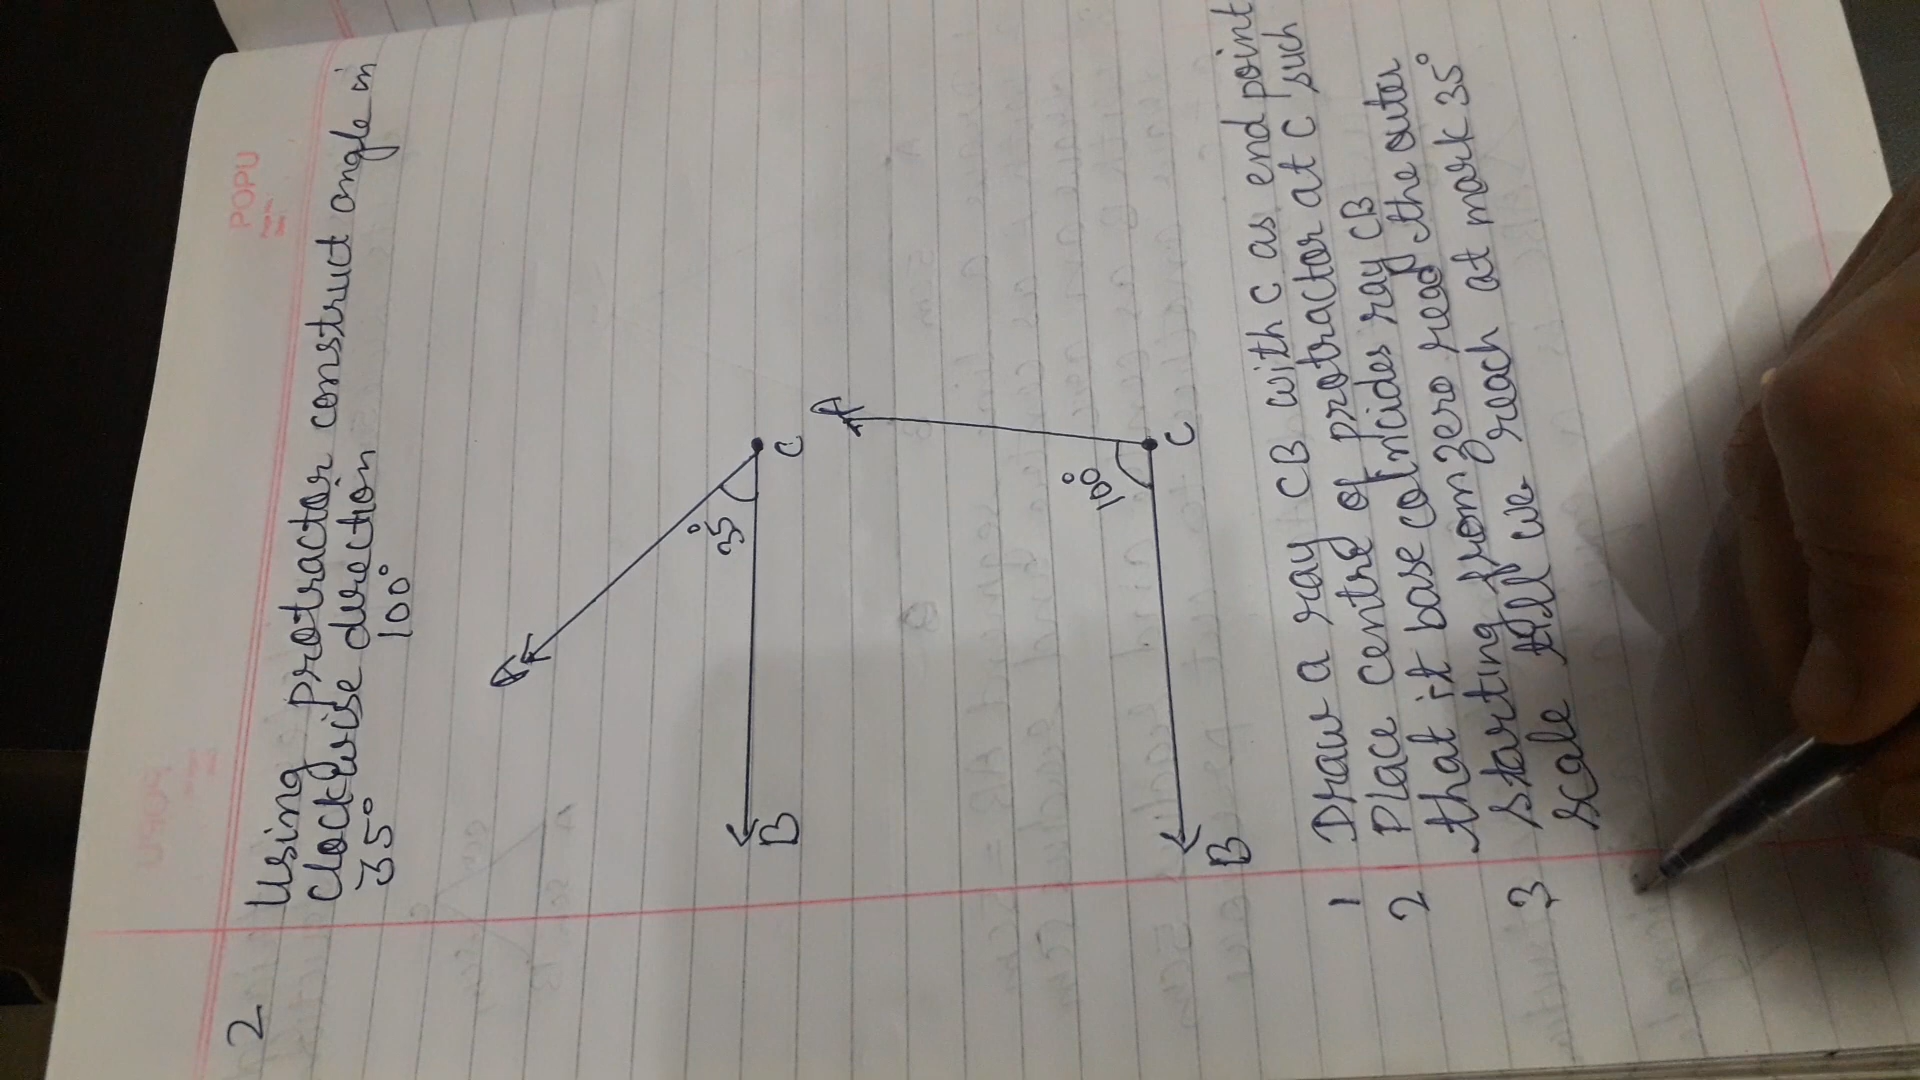 POPU
2 Using protractor construct angle in
clockwise direction
35° 100°
A
35°
B
C
A
100°
B
C
1 Draw a ray CB with C as end point
2 Place centre of protractor at C such
that it base coincides ray CB
3 starting from zero read the outer
scale till we reach at mark 35°